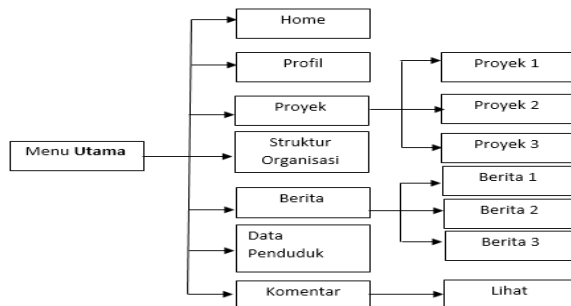 Home
Profil
Proyek
Proyek 1
Proyek 2
Proyek 3
Menu Utama
Struktur
Organisasi
Berita
Berita 1
Berita 2
Berita 3
Data
Penduduk
Komentar
Lihat